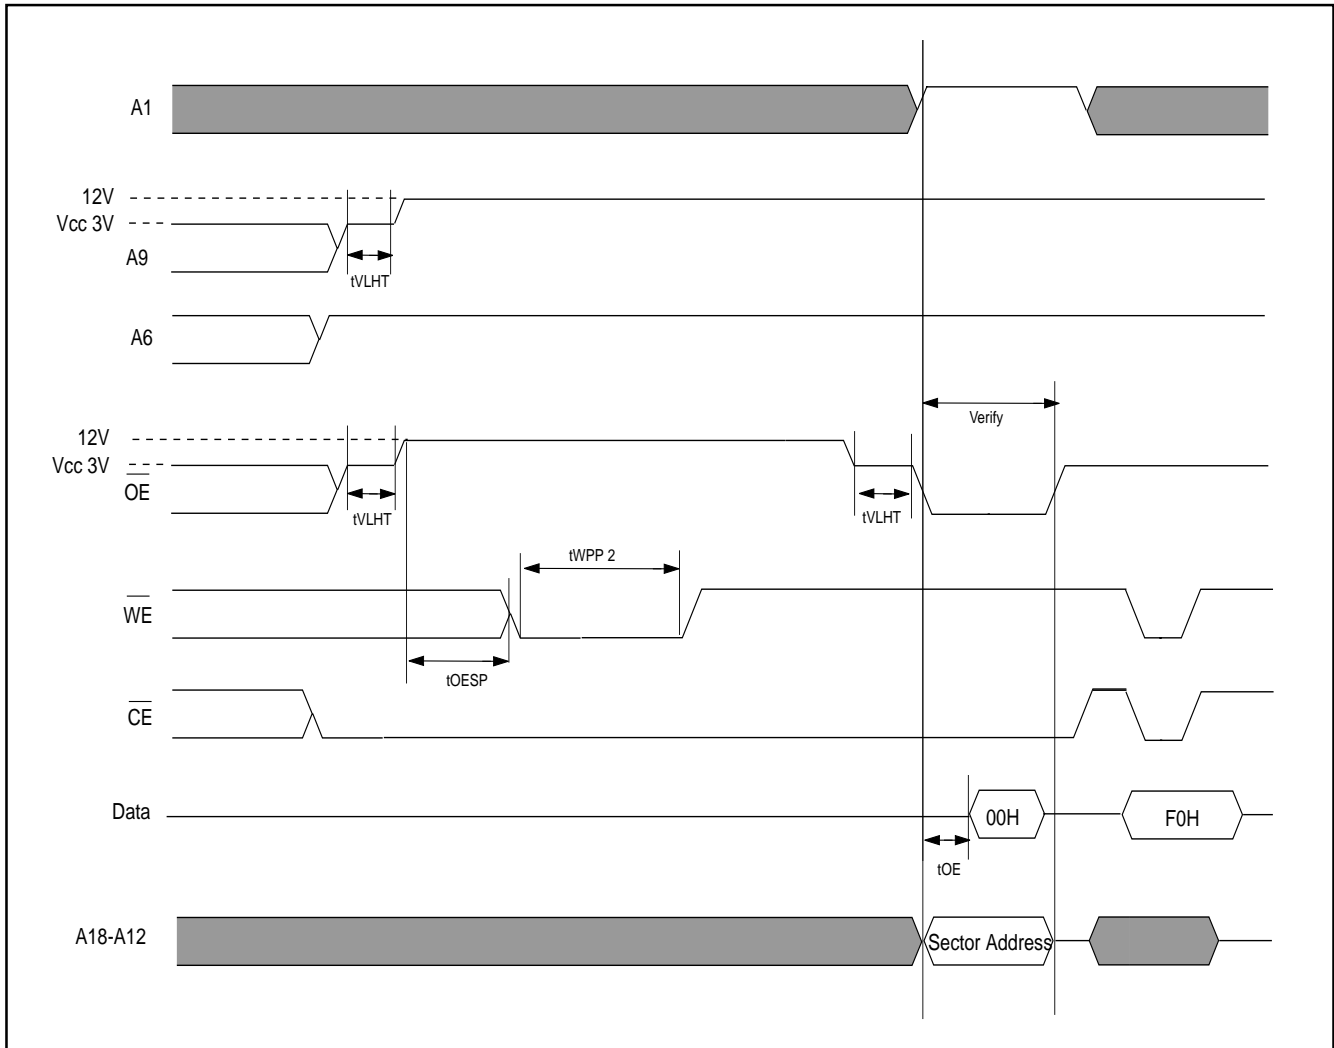 A1
12V
Vcc 3V
A9
tVLHT
A6
Verify
12V
Vcc 3V
OE
tVLHT
tVLHT
tWPP 2
WE
tOESP
CE
Data
00H
F0H
tOE
A18-A12
Sector Address